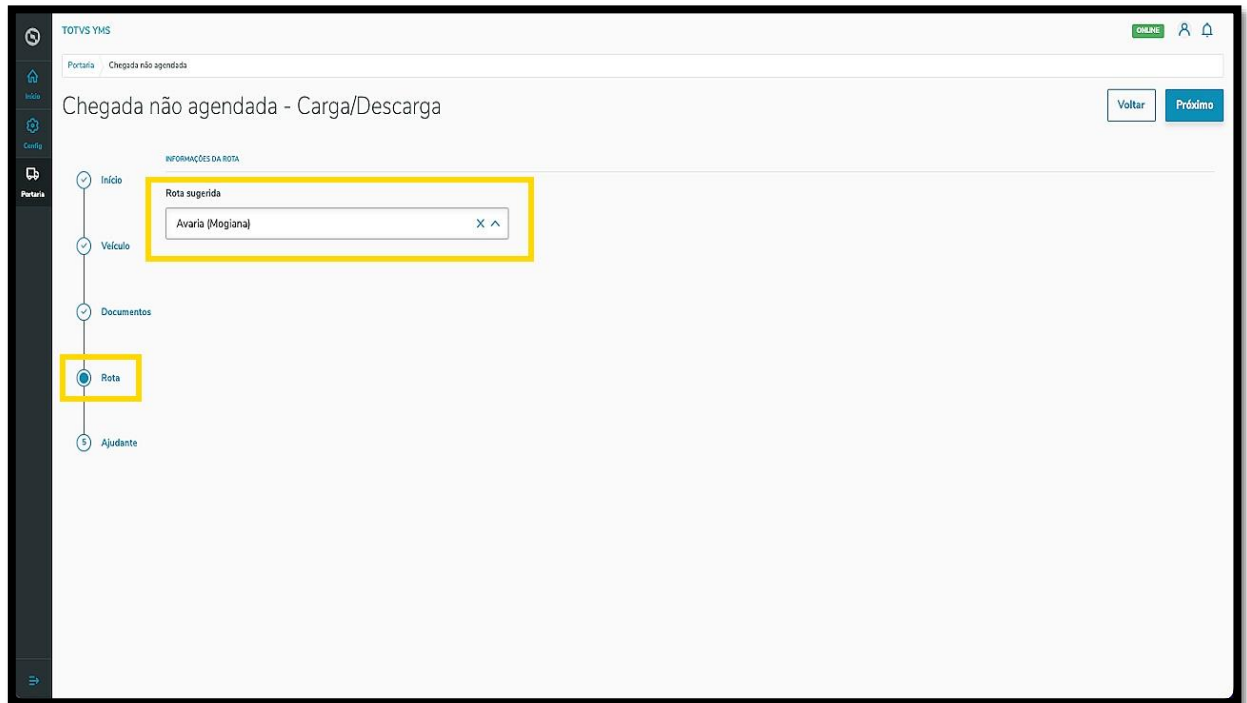 TOTVS YMS
ONLINE
Início
Config
Portaria
Portaria Chegada não agendada
Chegada não agendada - Carga/Descarga
Voltar Próximo
INFORMAÇÕES DA ROTA
Início
Rota sugerida
Avaria (Mogiana)
Veículo
Documentos
Rota
5 Ajudante